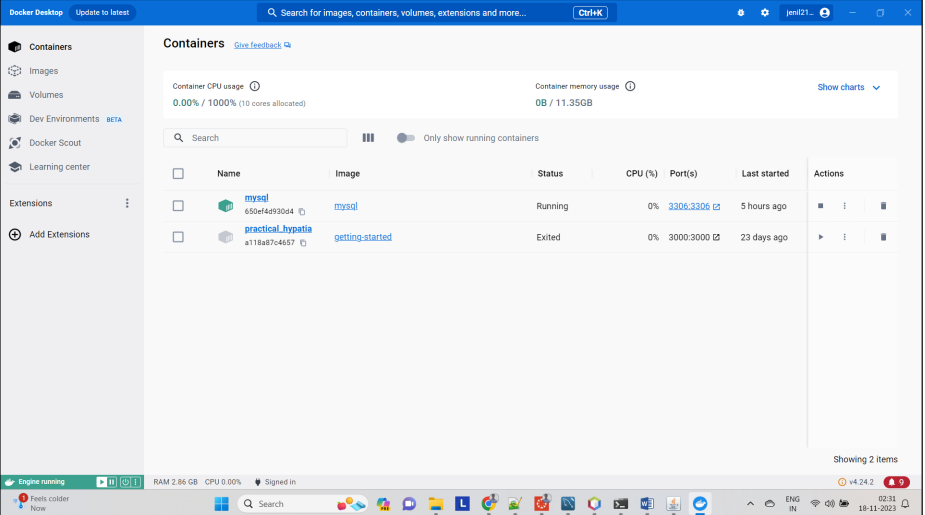 Docker Desktop Update to latest Search for images, containers, volumes, extensions and more... Ctrl+K jenil21...
Containers
Images
Volumes
Dev Environments BETA
Docker Scout
Learning center
Extensions
Add Extensions
Containers Give feedback
Container CPU usage
0.00% / 1000% (10 cores allocated)
Container memory usage
0B / 11.35GB
Show charts
Search Only show running containers
Name Image Status CPU (%) Port(s) Last started Actions
mysql
650ef4d930d4
mysql Running 0% 3306:3306 5 hours ago
practical_hypatia
a118a87c4657
getting-started Exited 0% 3000:3000 23 days ago
Showing 2 items
Engine running RAM 2.86 GB CPU 0.00% Signed in v4.24.2 9
1 Feels colder
Now
Search
PRE
L
W
ENG
IN
02:31
18-11-2023